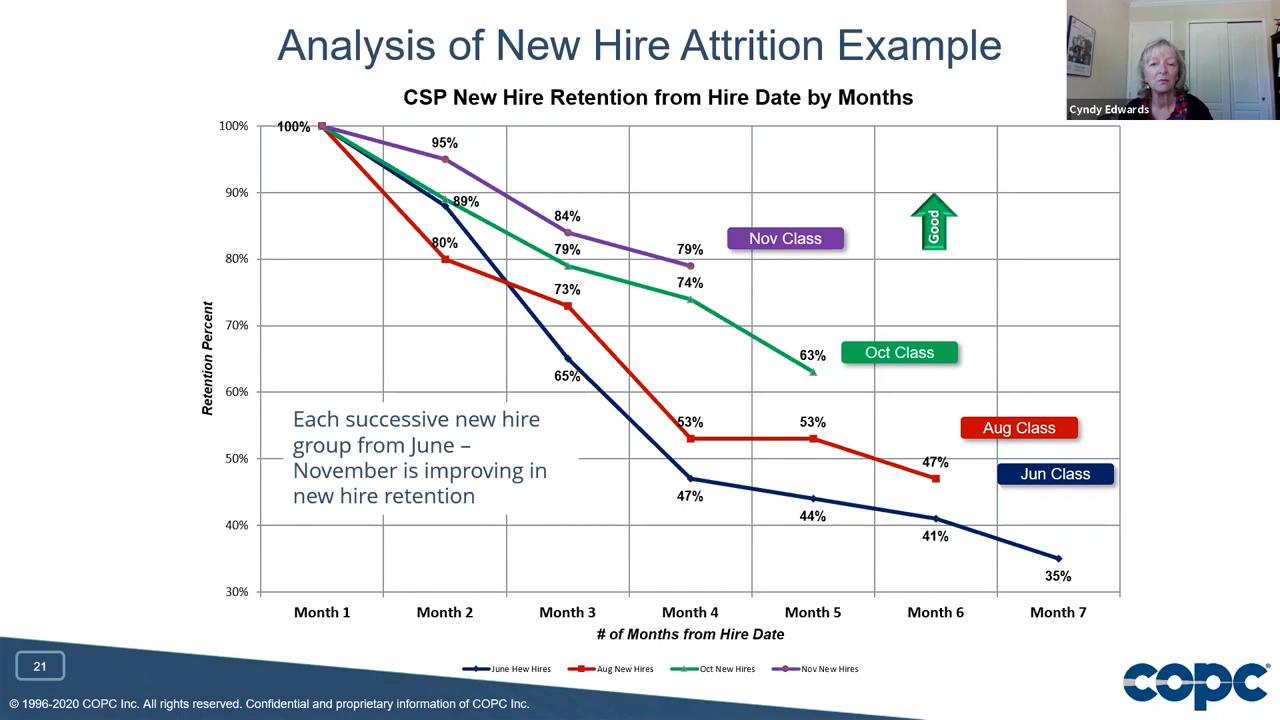 Analysis of New Hire Attrition Example
Cyndy Edwards
CSP New Hire Retention from Hire Date by Months
100%
90%
80%
70%
60%
50%
40%
30%
Retention Percent
100%
95%
89%
80%
84%
79%
73%
65%
79%
74%
53%
47%
63%
53%
44%
47%
41%
35%
Good
Nov Class
Oct Class
Aug Class
Jun Class
Each successive new hire
group from June –
November is improving in
new hire retention
Month 1 Month 2 Month 3 Month 4 Month 5 Month 6 Month 7
# of Months from Hire Date
June Hew Hires Aug New Hires Oct New Hires Nov New Hires
21
© 1996-2020 COPC Inc. All rights reserved. Confidential and proprietary information of COPC Inc.
copc®